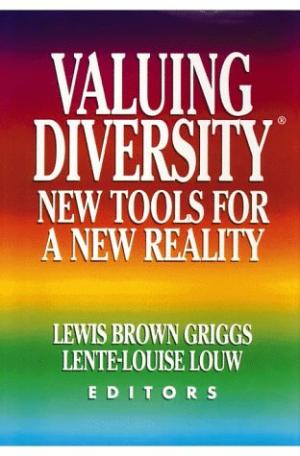 VALUING
DIVERSITY®
NEW TOOLS FOR
A NEW REALITY
LEWIS BROWN GRIGGS
LENTE-LOUISE LOUW
EDITORS